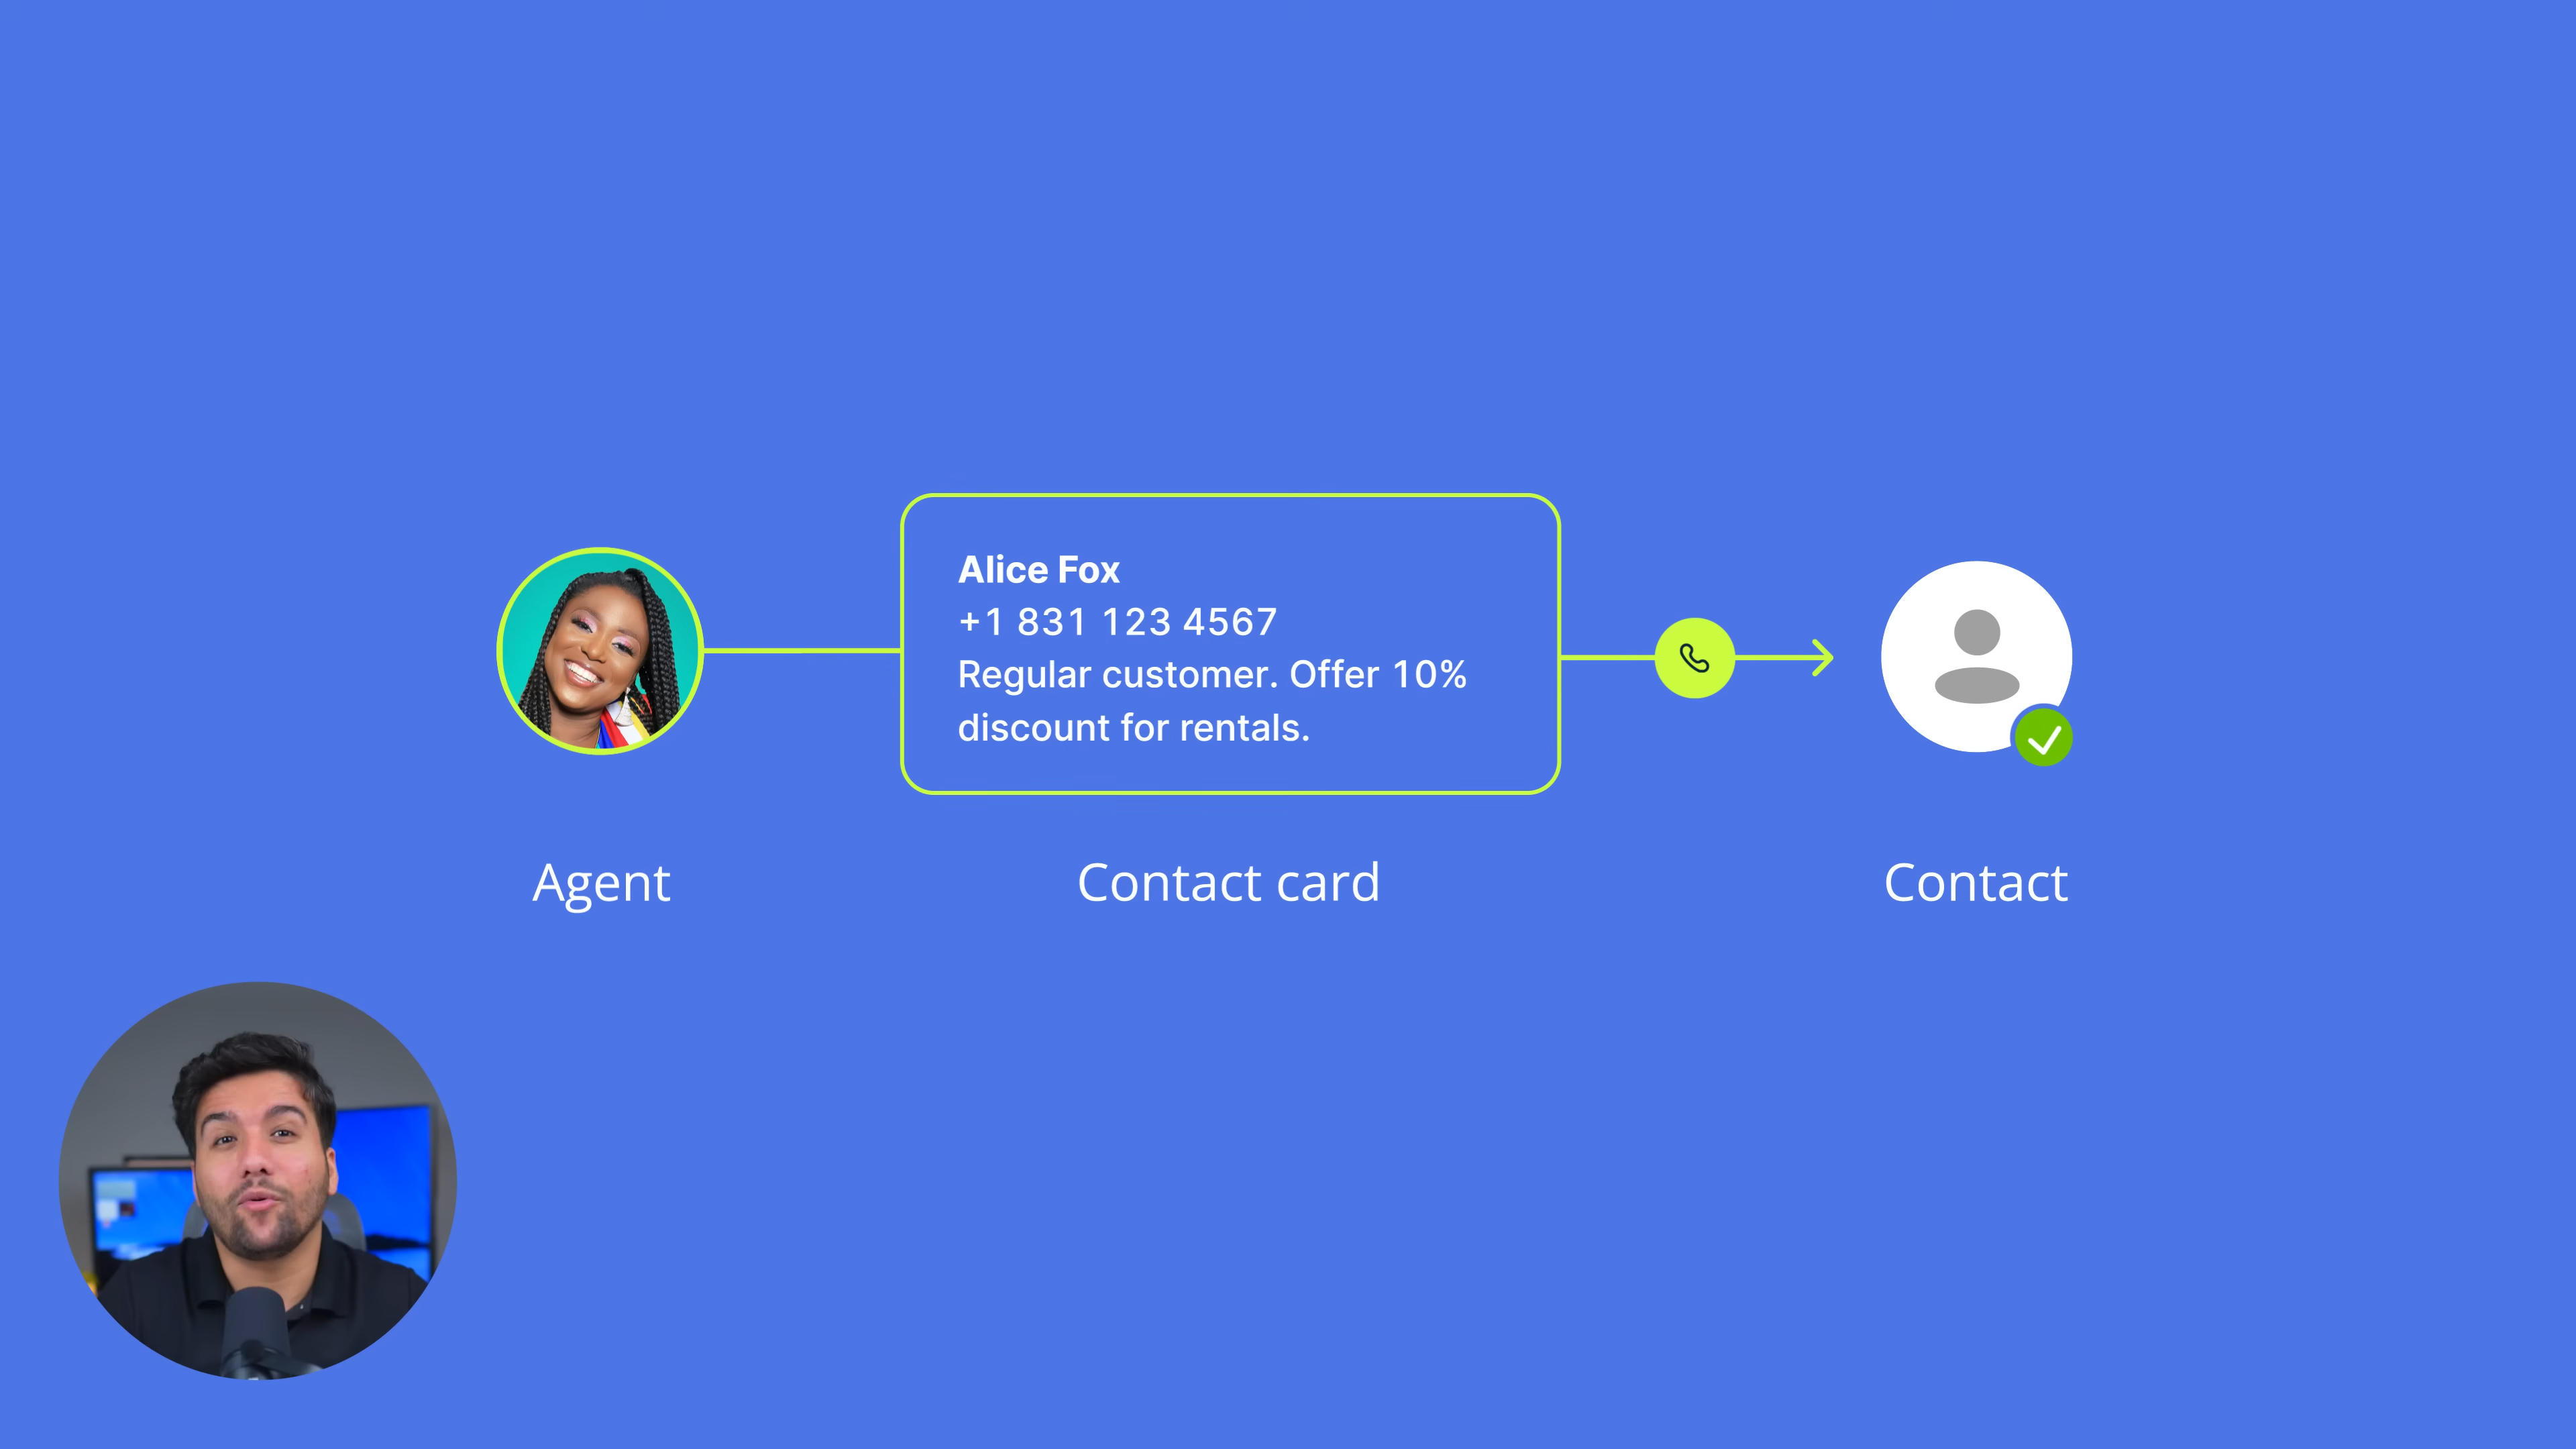 Alice Fox
+1 831 123 4567
Regular customer. Offer 10%
discount for rentals.
Agent
Contact card
Contact